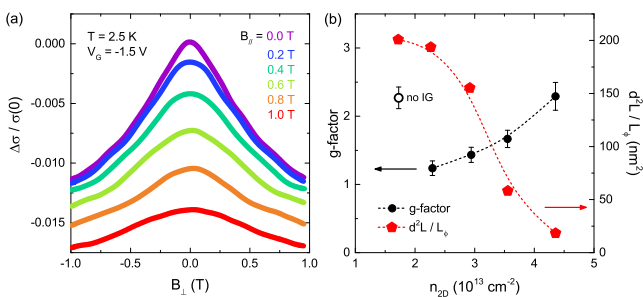 (a)
T = 2.5 K
V_G = -1.5 V
B_// = 0.0 T
0.2 T
0.4 T
0.6 T
0.8 T
1.0 T
0.000
-0.005
-0.010
-0.015
Δσ / σ(0)
-1.0 -0.5 0.0 0.5 1.0
B_⊥ (T)
(b)
3
2
1
g-factor
no IG
g-factor
d²L / L_ϕ
200
150
100
50
0
d²L / L_ϕ (nm²)
1 2 3 4 5
n_2D (10¹³ cm⁻²)